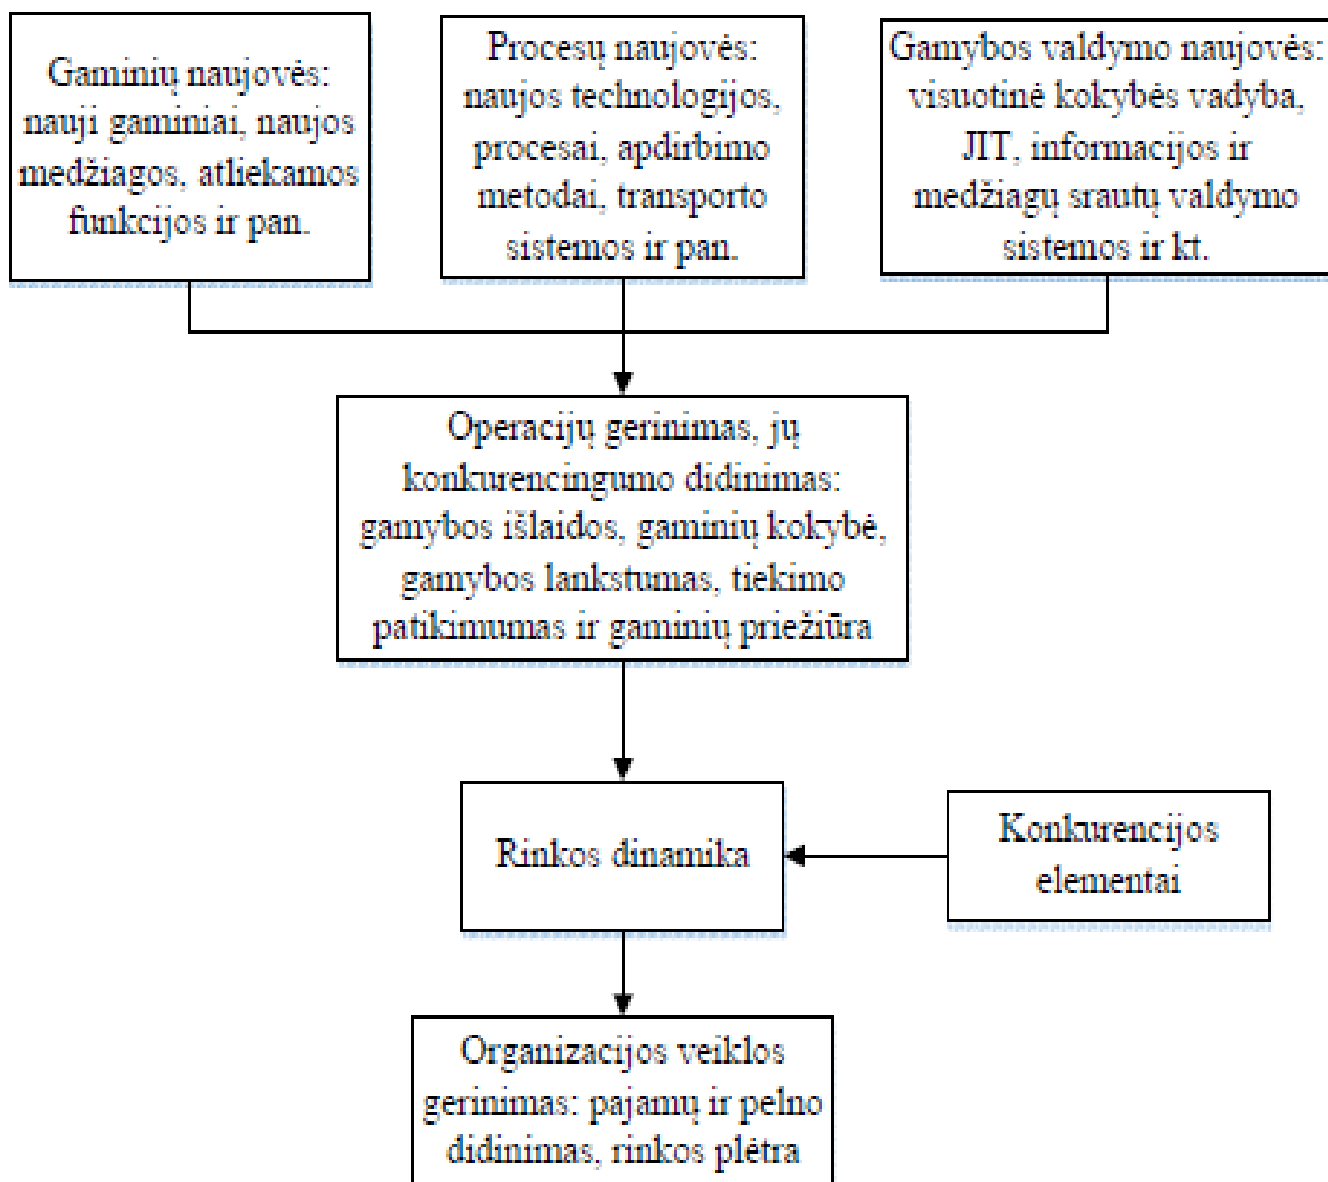 Gaminių naujovės:
nauji gaminiai, naujos
medžiagos, atliekamos
funkcijos ir pan.
Procesų naujovės:
naujos technologijos,
procesai, apdirbimo
metodai, transporto
sistemos ir pan.
Gamybos valdymo naujovės:
visuotinė kokybės vadyba,
JIT, informacijos ir
medžiagų srautų valdymo
sistemos ir kt.
Operacijų gerinimas, jų
konkurencingumo didinimas:
gamybos išlaidos, gaminių kokybė,
gamybos lankstumas, tiekimo
patikimumas ir gaminių priežiūra
Rinkos dinamika
Konkurencijos
elementai
Organizacijos veiklos
gerinimas: pajamų ir pelno
didinimas, rinkos plėtra